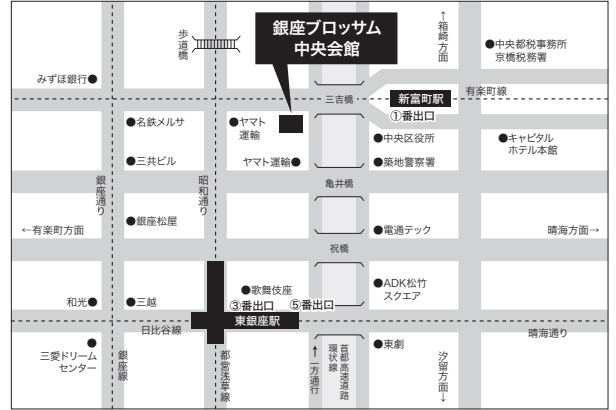 銀座ブロッサム
中央会館
歩道橋
↑箱崎方面
●中央都税事務所
京橋税務署
みずほ銀行●
三吉橋
新富町駅
有楽町線
①番出口
●名鉄メルサ
●ヤマト
運輸
●中央区役所
●キャピタル
ホテル本館
●三共ビル
ヤマト運輸●
●築地警察署
銀座通り
昭和通り
亀井橋
●銀座松屋
←有楽町方面
●電通テック
晴海方面→
祝橋
●歌舞伎座
●ADK松竹
スクエア
和光●
●三越
③番出口
⑤番出口
東銀座駅
日比谷線
晴海通り
三愛ドリーム
センター
銀座線
都営浅草線
↑一方通行
首都高速道路
環状線
●東劇
汐留方面↓